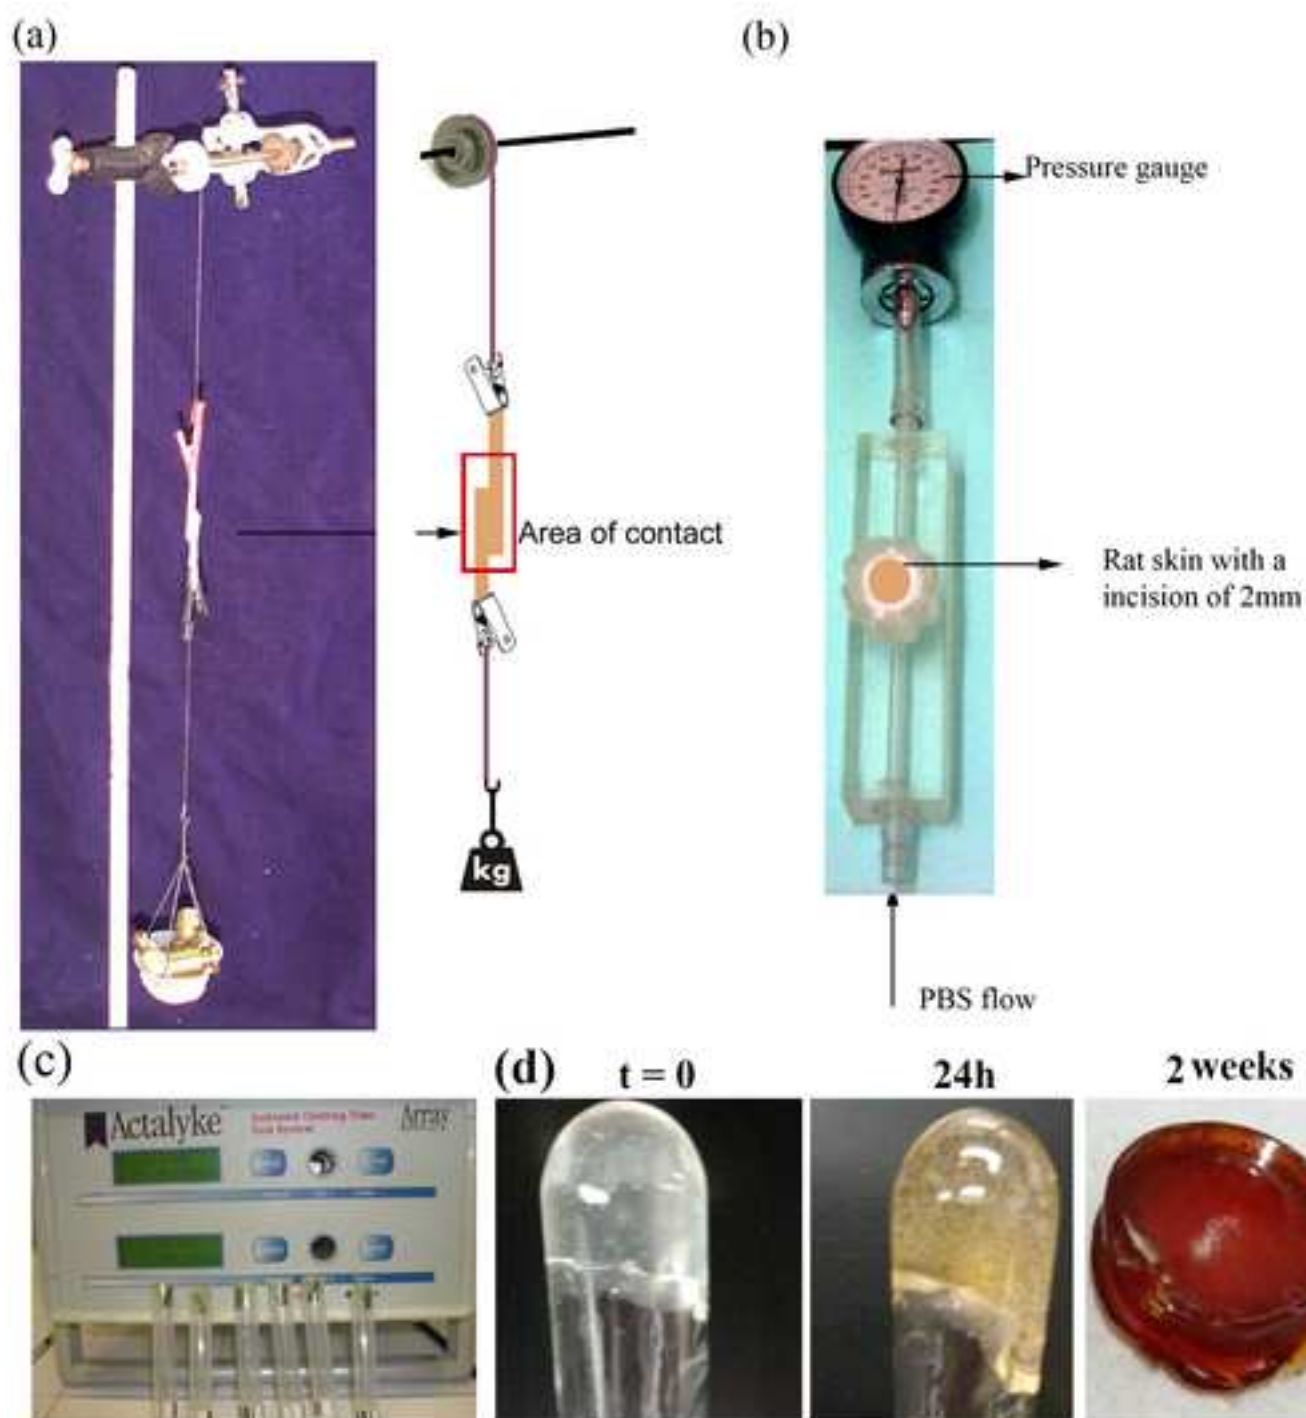 (a)
(b)
Pressure gauge
Area of contact
Rat skin with a
incision of 2mm
kg
PBS flow
(c)
(d)
t = 0
24h
2 weeks
Actalyke
Array